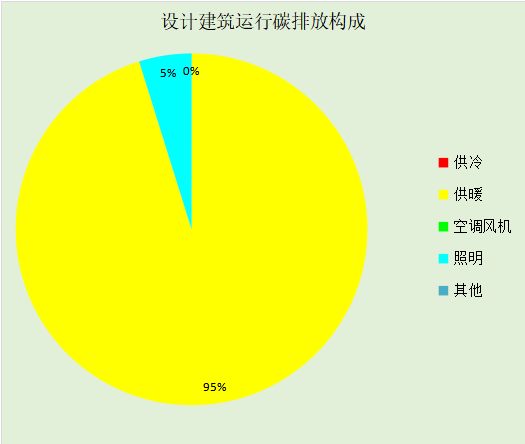 设计建筑运行碳排放构成
5%
0%
供冷
供暖
空调风机
照明
其他
95%